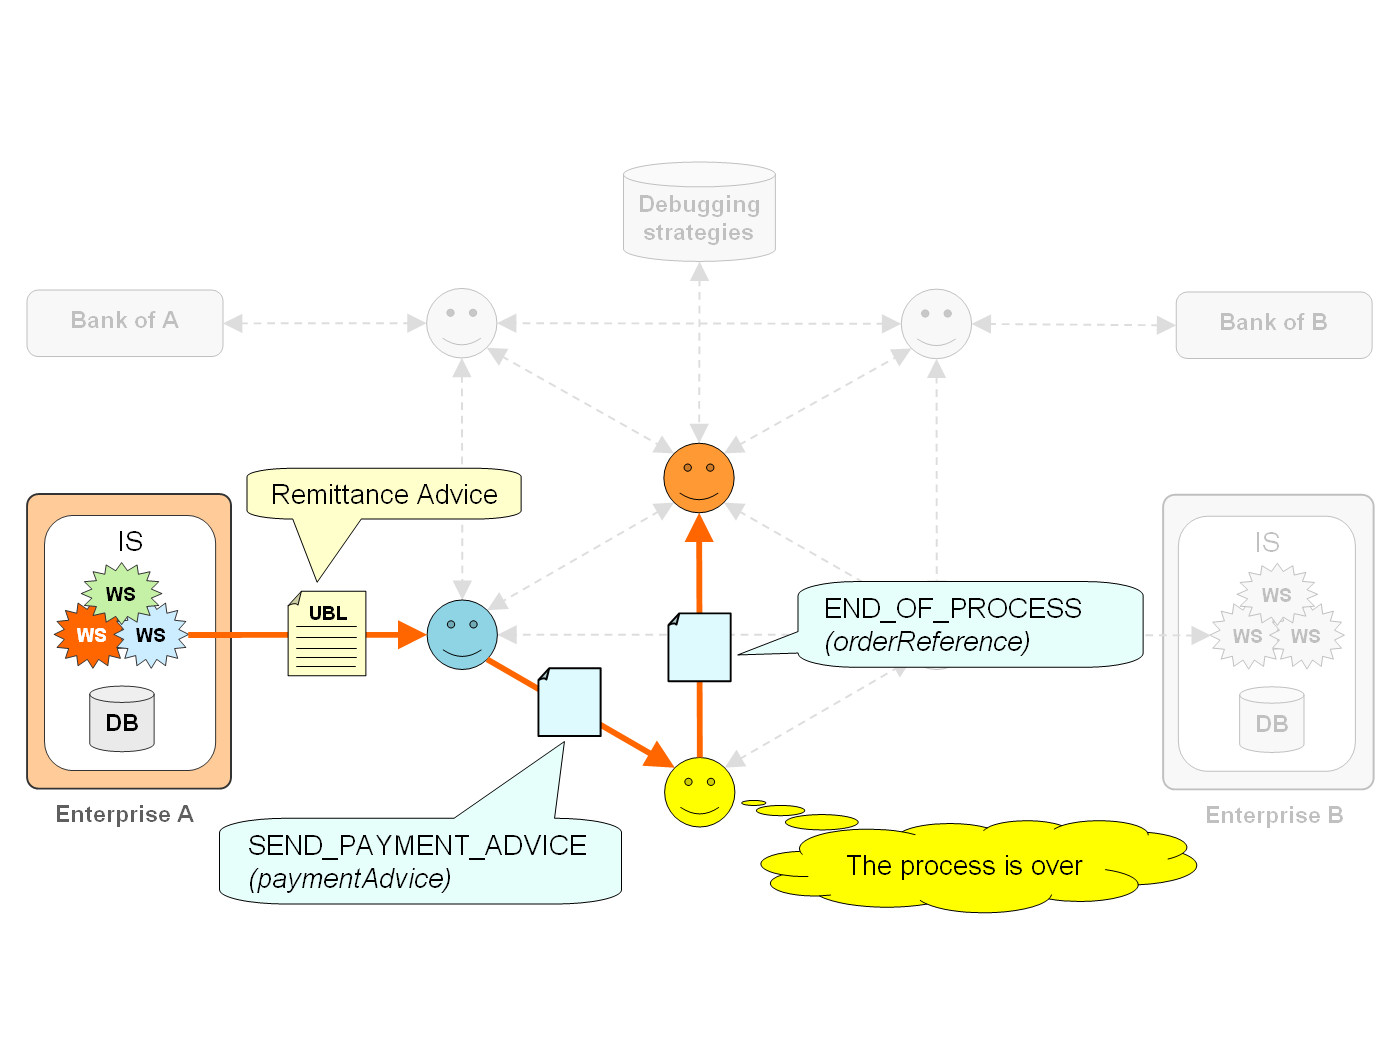 Debugging
strategies
Bank of A
Bank of B
Remittance Advice
IS
WS
WS
WS
DB
Enterprise A
UBL
END_OF_PROCESS
(orderReference)
IS
WS
WS
WS
DB
Enterprise B
SEND_PAYMENT_ADVICE
(paymentAdvice)
The process is over